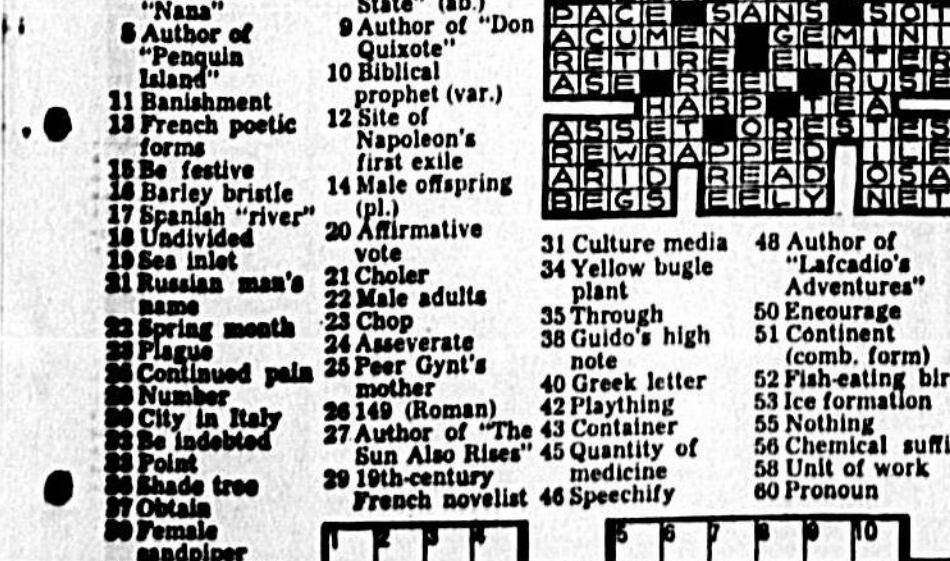 "Nana"
5 Author of
"Penguin
Island"
11 Banishment
13 French poetic
forms
15 Be festive
16 Barley bristle
17 Spanish "river"
18 Undivided
19 Sea inlet
21 Russian man's
name
22 Spring month
23 Plague
26 Continued pain
28 Number
30 City in Italy
32 Be indebted
33 Point
36 Shade tree
37 Obtain
39 Female
sandpiper
State" (ab.)
9 Author of "Don
Quixote"
10 Biblical
prophet (var.)
12 Site of
Napoleon's
first exile
14 Male offspring
(pl.)
20 Affirmative
vote
21 Choler
22 Male adults
23 Chop
24 Asseverate
25 Peer Gynt's
mother
26 149 (Roman)
27 Author of "The
Sun Also Rises"
29 19th-century
French novelist
PACE SANS SOT
ACUMEN GEMINI
RETIRE ELATER
ASE REEL RUSE
HARP TEA
ASSET ORESTES
REWRAPPED ILE
ARID READ OSA
BEGS EELY NET
31 Culture media
34 Yellow bugle
plant
35 Through
38 Guido's high
note
40 Greek letter
42 Plaything
43 Container
45 Quantity of
medicine
46 Speechify
48 Author of
"Lafcadio's
Adventures"
50 Encourage
51 Continent
(comb. form)
52 Fish-eating bir
53 Ice formation
55 Nothing
56 Chemical suffi
58 Unit of work
60 Pronoun
1 2 3 4 5 6 7 8 9 10